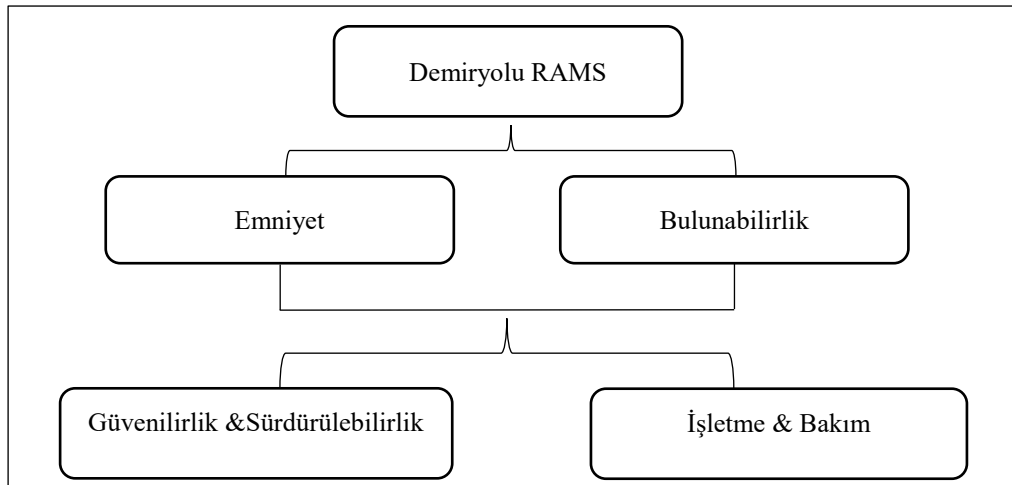 Demiryolu RAMS
Emniyet
Bulunabilirlik
Güvenilirlik &Sürdürülebilirlik
İşletme & Bakım